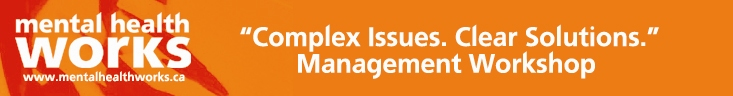 mental health
WORKS
www.mentalhealthworks.ca
“Complex Issues. Clear Solutions.”
Management Workshop